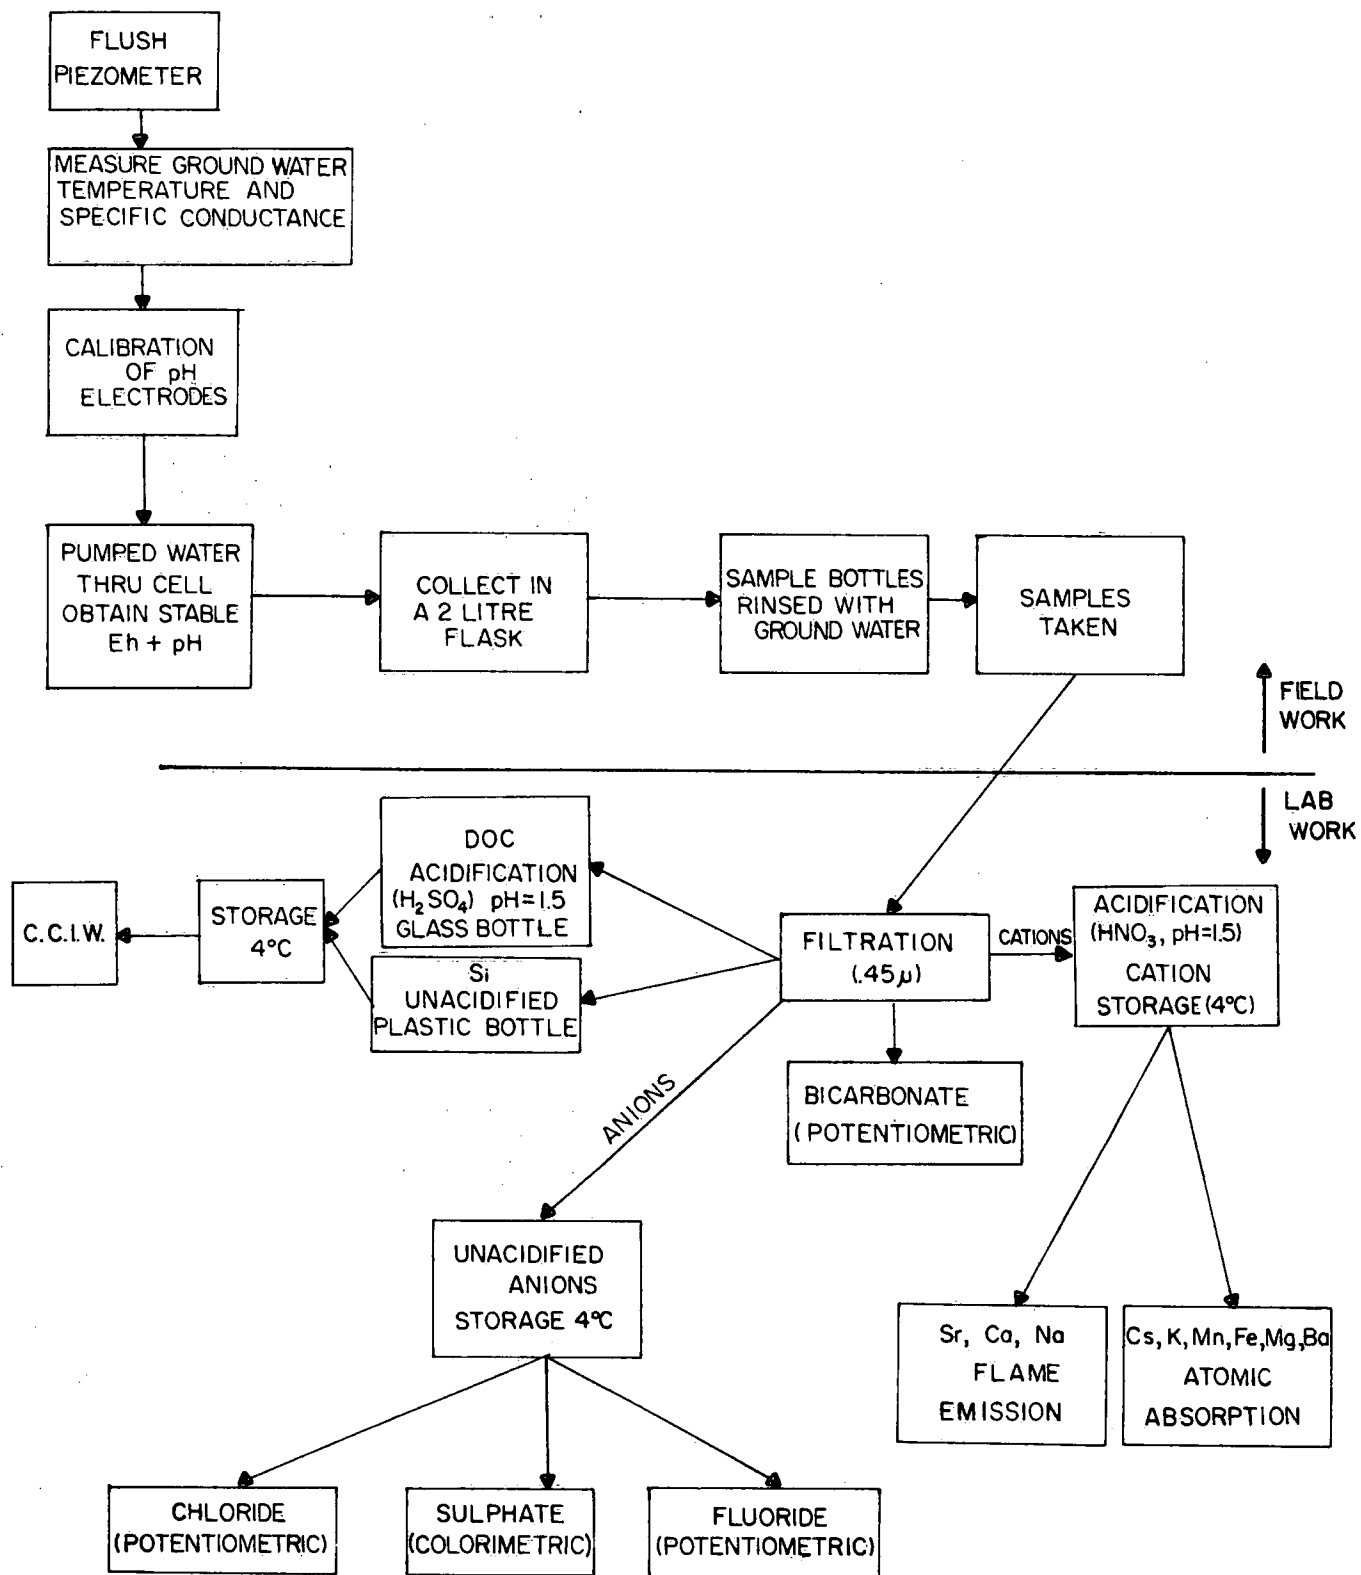 FLUSH
PIEZOMETER
MEASURE GROUND WATER
TEMPERATURE AND
SPECIFIC CONDUCTANCE
CALIBRATION
OF pH
ELECTRODES
PUMPED WATER
THRU CELL
OBTAIN STABLE
Eh + pH
COLLECT IN
A 2 LITRE
FLASK
SAMPLE BOTTLES
RINSED WITH
GROUND WATER
SAMPLES
TAKEN
FIELD
WORK
LAB
WORK
DOC
ACIDIFICATION
(H₂SO₄) pH=1.5
GLASS BOTTLE
STORAGE
4°C
C.C.I.W.
Si
UNACIDIFIED
PLASTIC BOTTLE
FILTRATION
(.45µ)
CATIONS
ACIDIFICATION
(HNO₃, pH=1.5)
CATION
STORAGE (4°C)
BICARBONATE
(POTENTIOMETRIC)
ANIONS
UNACIDIFIED
ANIONS
STORAGE 4°C
Sr, Ca, Na
FLAME
EMISSION
Cs, K, Mn, Fe, Mg, Ba
ATOMIC
ABSORPTION
CHLORIDE
(POTENTIOMETRIC)
SULPHATE
(COLORIMETRIC)
FLUORIDE
(POTENTIOMETRIC)